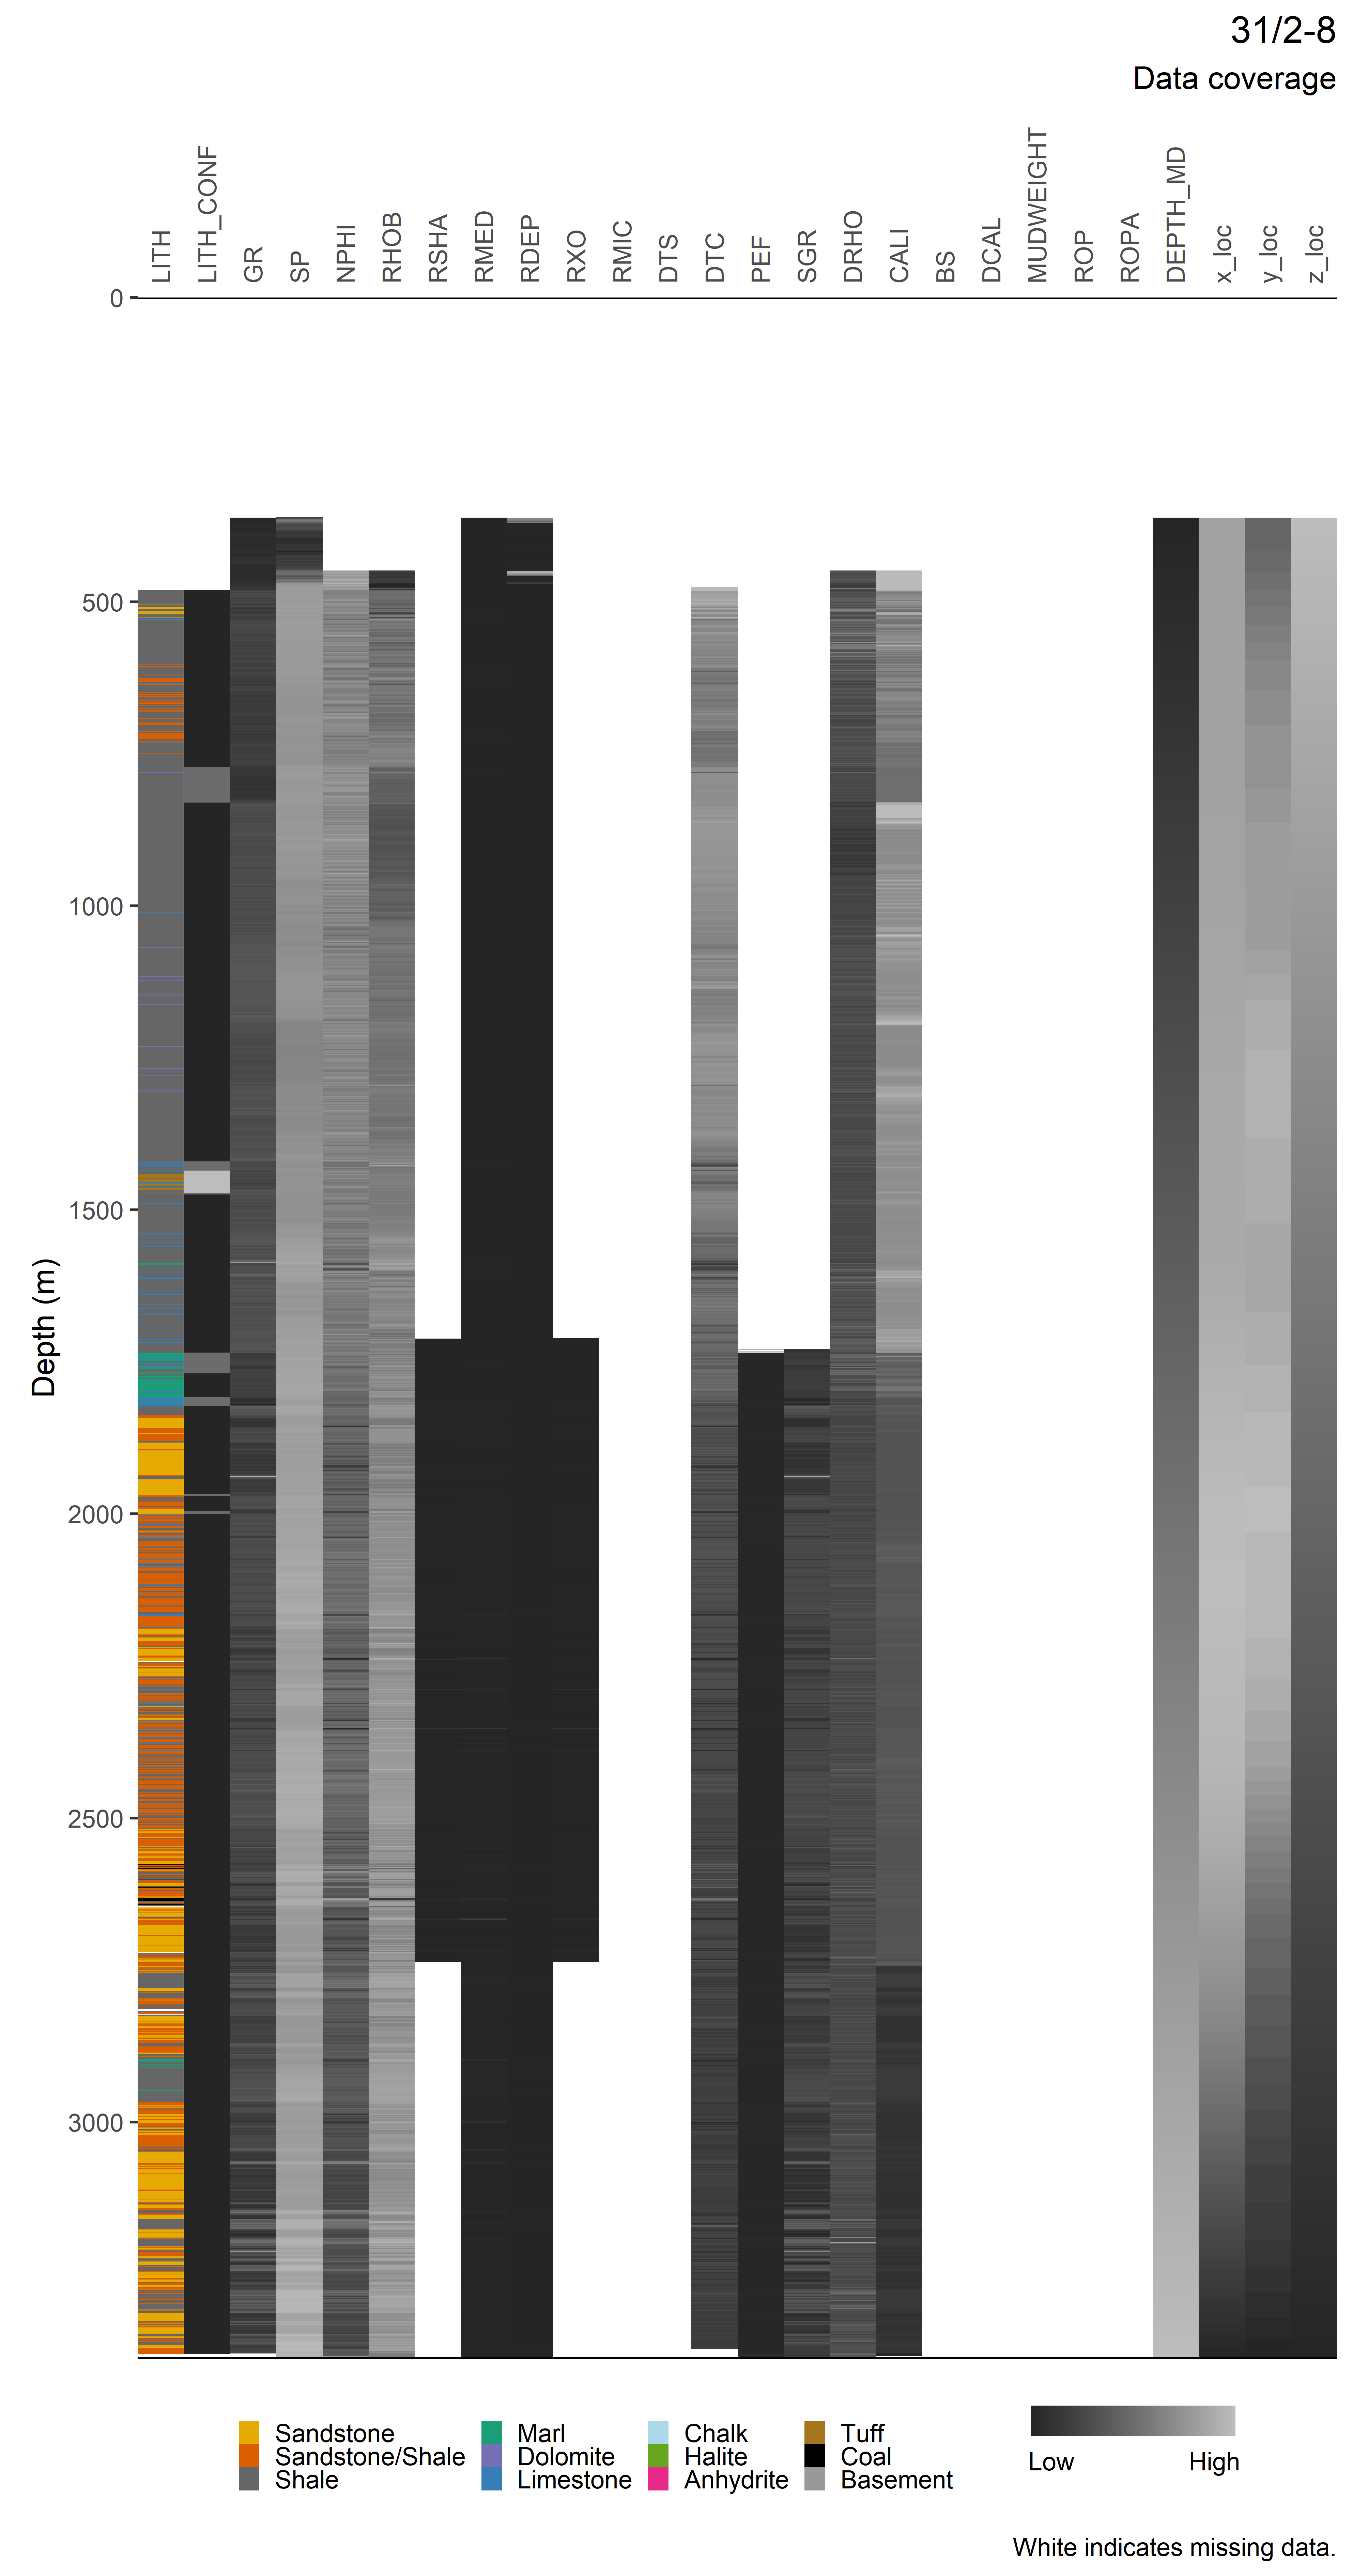 31/2-8
Data coverage
LITH
LITH_CONF
GR
SP
NPHI
RHOB
RSHA
RMED
RDEP
RXO
RMIC
DTS
DTC
PEF
SGR
DRHO
CALI
BS
DCAL
MUDWEIGHT
ROP
ROPA
DEPTH_MD
x_loc
y_loc
z_loc
0
500
1000
1500
2000
2500
3000
Depth (m)
Sandstone Marl Chalk Tuff
Sandstone/Shale Dolomite Halite Coal
Shale Limestone Anhydrite Basement
Low High
White indicates missing data.